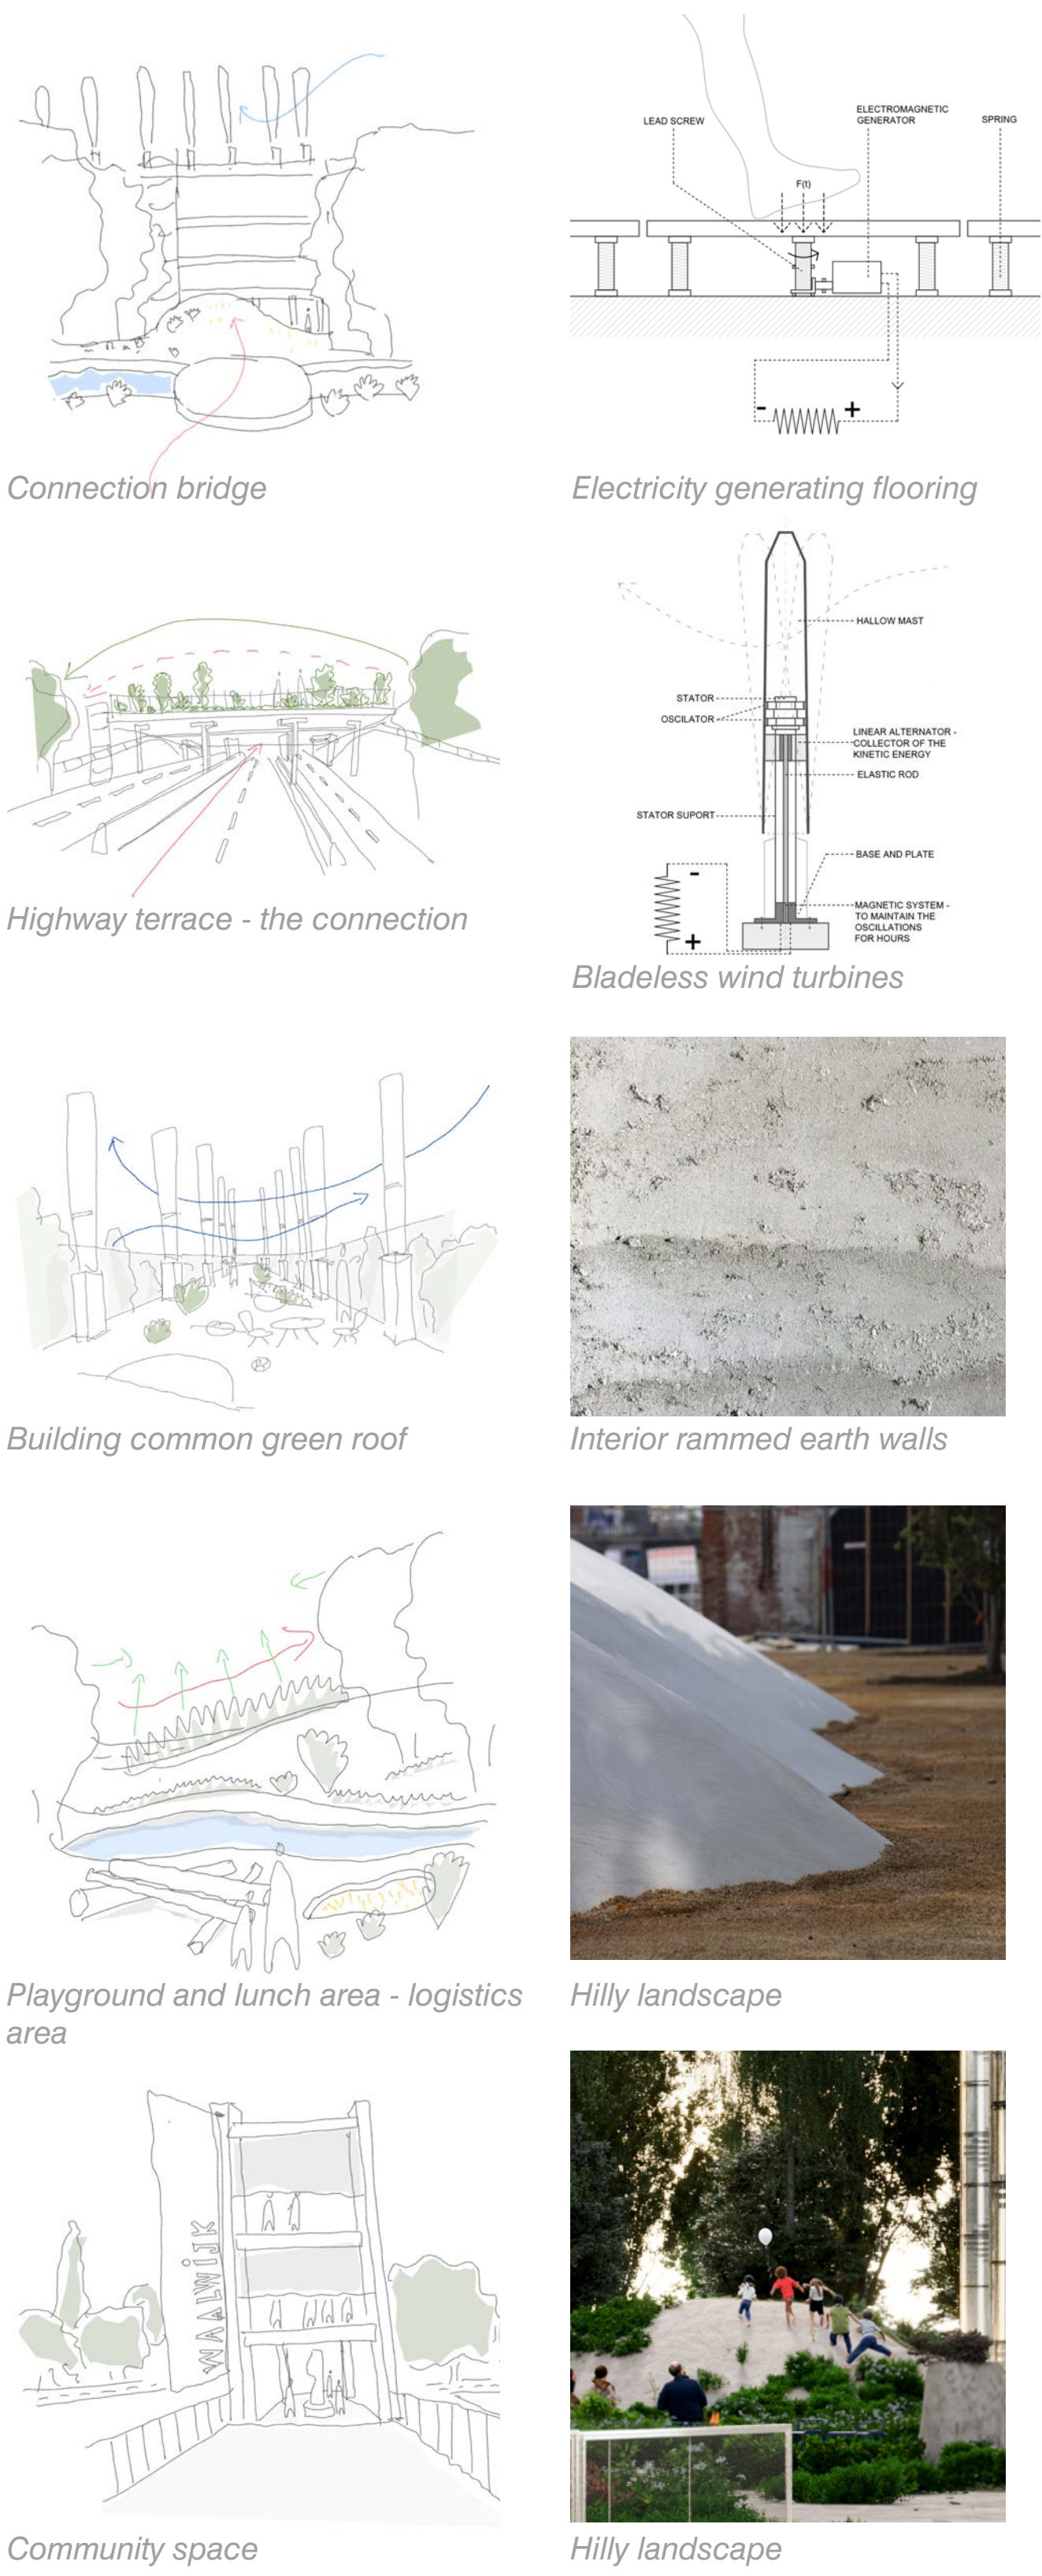 LEAD SCREW
ELECTROMAGNETIC
GENERATOR
SPRING
F(t)
-
+
Connection bridge
Electricity generating flooring
HALLOW MAST
STATOR
OSCILATOR
LINEAR ALTERNATOR -
COLLECTOR OF THE
KINETIC ENERGY
ELASTIC ROD
STATOR SUPORT
BASE AND PLATE
-
MAGNETIC SYSTEM -
TO MAINTAIN THE
OSCILLATIONS
FOR HOURS
+
Highway terrace - the connection
Bladeless wind turbines
Building common green roof
Interior rammed earth walls
Playground and lunch area - logistics
area
Hilly landscape
WAALWIJK
Community space
Hilly landscape